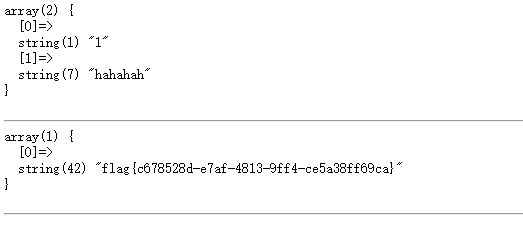 array(2) {
  [0]=>
  string(1) "1"
  [1]=>
  string(7) "hahahah"
}
array(1) {
  [0]=>
  string(42) "flag{c678528d-e7af-4813-9ff4-ce5a38ff69ca}"
}